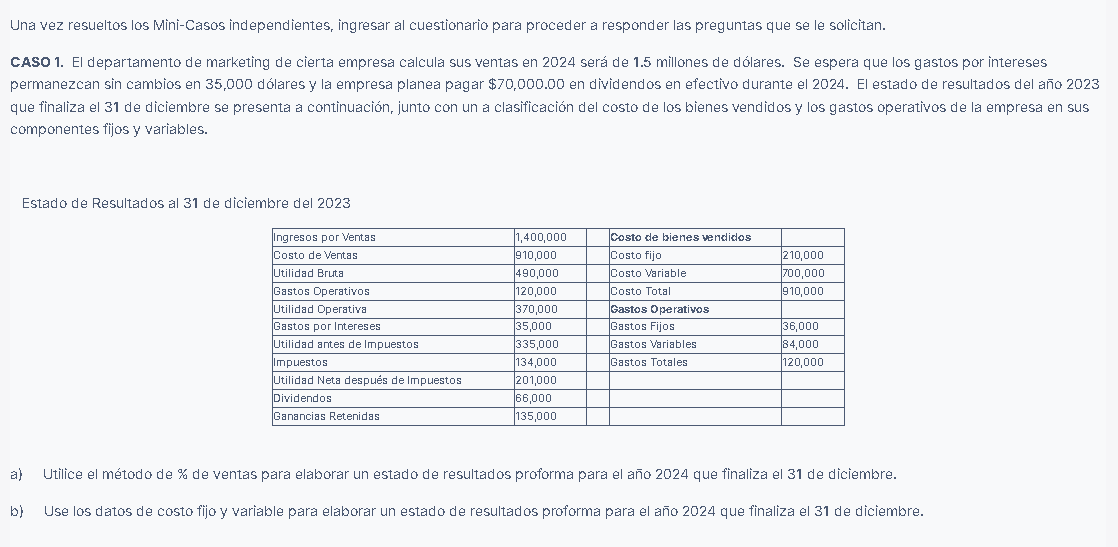 Una vez resueltos los Mini-Casos independientes, ingresar al cuestionario para proceder a responder las preguntas que se le solicitan.
CASO 1. El departamento de marketing de cierta empresa calcula sus ventas en 2024 será de 1.5 millones de dólares. Se espera que los gastos por intereses
permanezcan sin cambios en 35,000 dólares y la empresa planea pagar $70,000.00 en dividendos en efectivo durante el 2024. El estado de resultados del año 2023
que finaliza el 31 de diciembre se presenta a continuación, junto con un a clasificación del costo de los bienes vendidos y los gastos operativos de la empresa en sus
componentes fijos y variables.
Estado de Resultados al 31 de diciembre del 2023
Ingresos por Ventas 1,400,000 Costo de bienes vendidos
Costo de Ventas 910,000 Costo fijo 210,000
Utilidad Bruta 490,000 Costo Variable 700,000
Gastos Operativos 120,000 Costo Total 910,000
Utilidad Operativa 370,000 Gastos Operativos
Gastos por Intereses 35,000 Gastos Fijos 36,000
Utilidad antes de Impuestos 335,000 Gastos Variables 84,000
Impuestos 134,000 Gastos Totales 120,000
Utilidad Neta después de Impuestos 201,000
Dividendos 66,000
Ganancias Retenidas 135,000
a) Utilice el método de % de ventas para elaborar un estado de resultados proforma para el año 2024 que finaliza el 31 de diciembre.
b) Use los datos de costo fijo y variable para elaborar un estado de resultados proforma para el año 2024 que finaliza el 31 de diciembre.